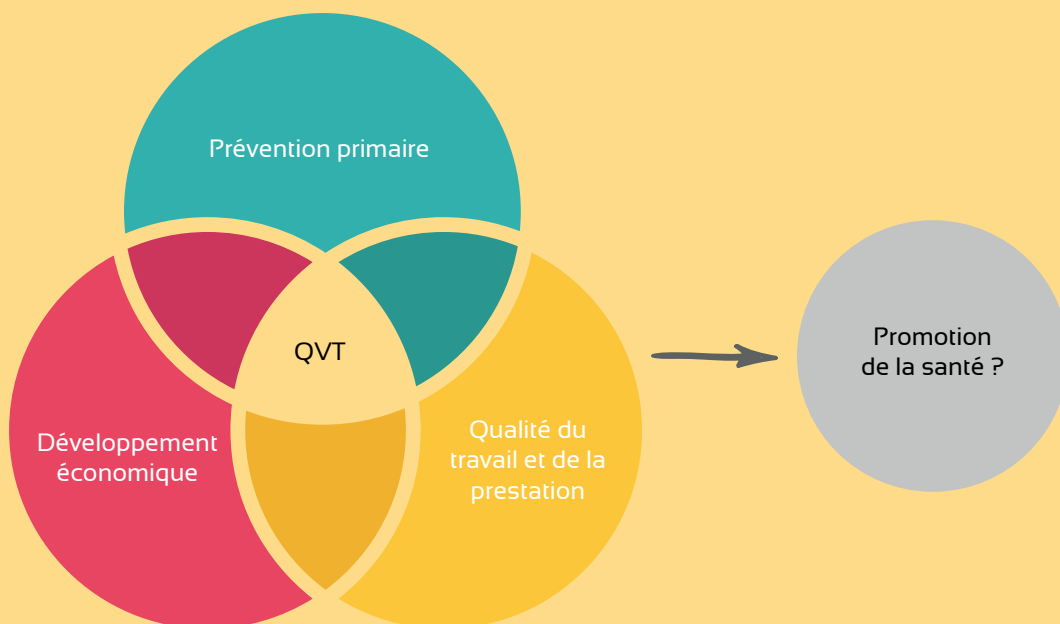 Prévention primaire
QVT
Développement
économique
Qualité du
travail et de la
prestation
Promotion
de la santé ?